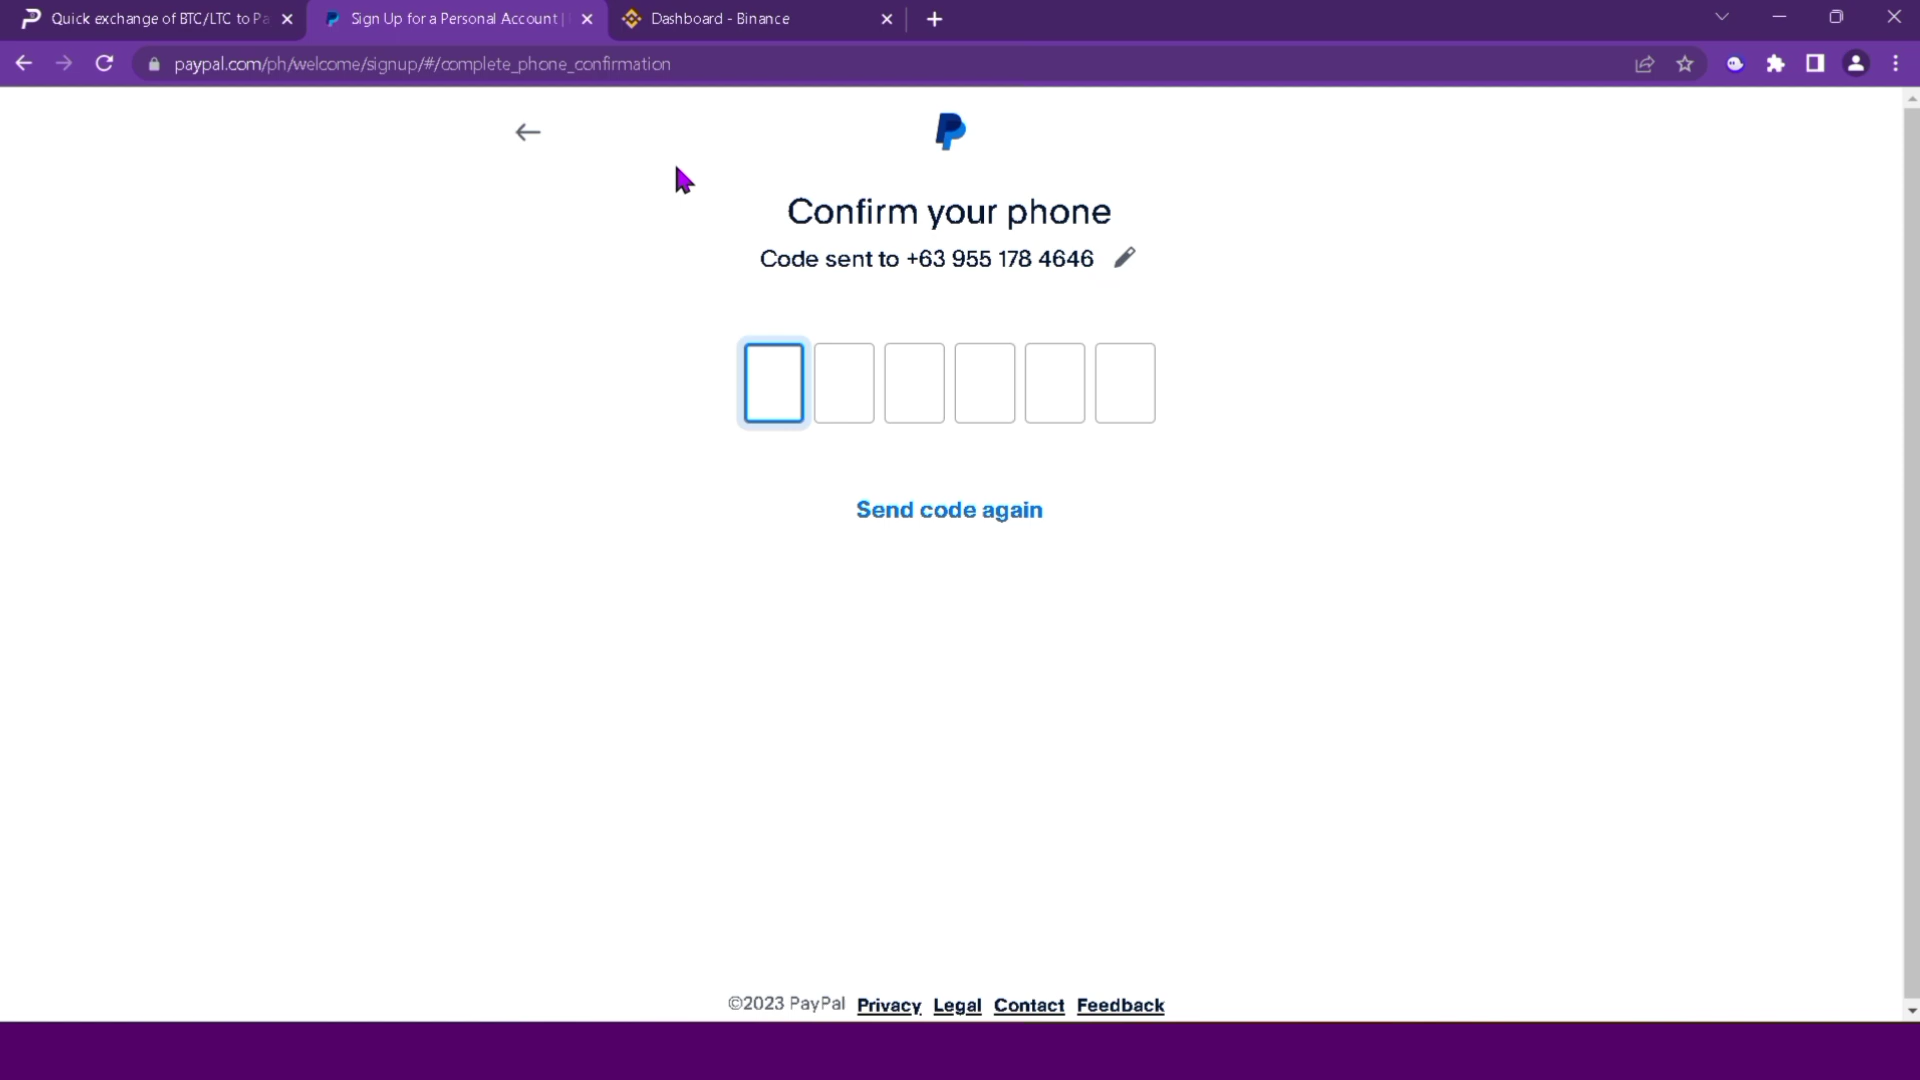 Quick exchange of BTC/LTC to Pa
Sign Up for a Personal Account |
Dashboard - Binance
paypal.com/ph/welcome/signup/#/complete_phone_confirmation
Confirm your phone
Code sent to +63 955 178 4646
Send code again
©2023 PayPal Privacy Legal Contact Feedback